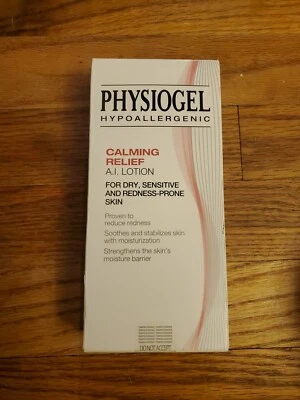 PHYSIOGEL
HYPOALLERGENIC
CALMING
RELIEF
A.I. LOTION
FOR DRY, SENSITIVE
AND REDNESS-PRONE
SKIN
Proven to
reduce redness
Soothes and stabilizes skin
with moisturization
Strengthens the skin's
moisture barrier
DO NOT ACCEPT